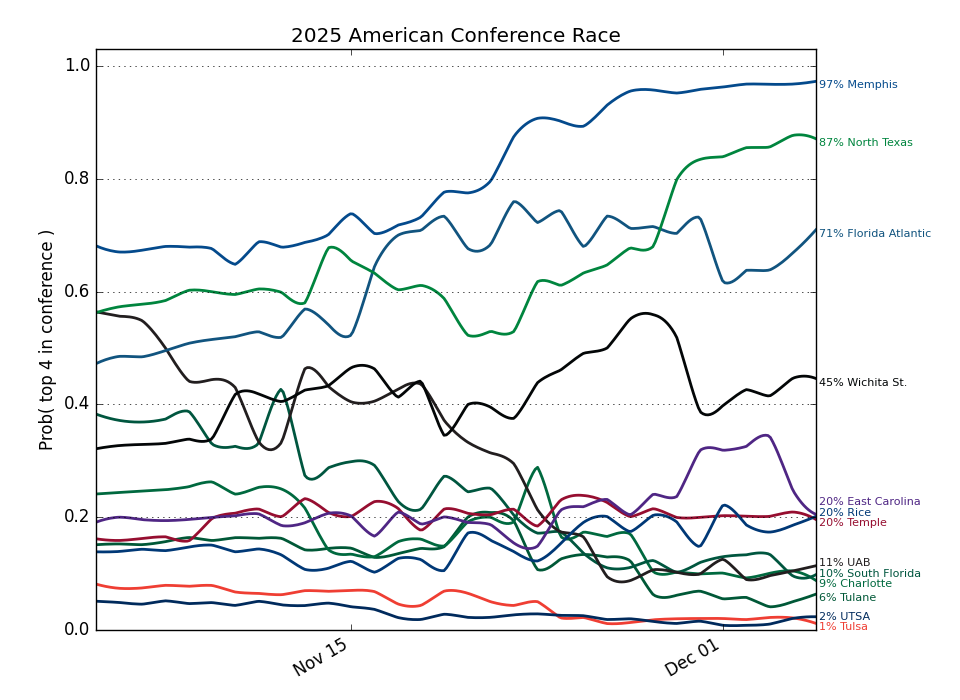 2025 American Conference Race
1.0
97% Memphis
87% North Texas
0.8
71% Florida Atlantic
Prob( top 4 in conference )
0.6
45% Wichita St.
0.4
20% East Carolina
0.2
20% Rice
20% Temple
11% UAB
10% South Florida
9% Charlotte
6% Tulane
2% UTSA
1% Tulsa
0.0
Nov 15
Dec 01